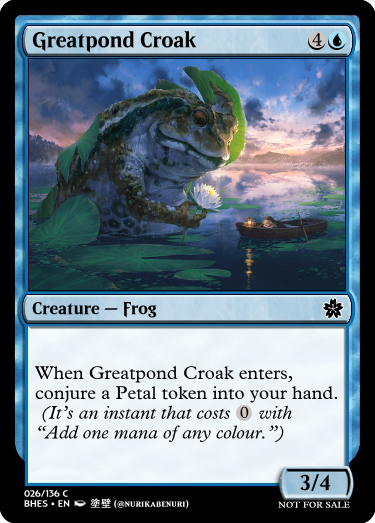 Greatpond Croak 4
Creature — Frog
When Greatpond Croak enters,
conjure a Petal token into your hand.
(It's an instant that costs 0 with
“Add one mana of any colour.”)
3/4
026/136 C
BHES • EN 塗壁 (@NURIKABENURI)
NOT FOR SALE